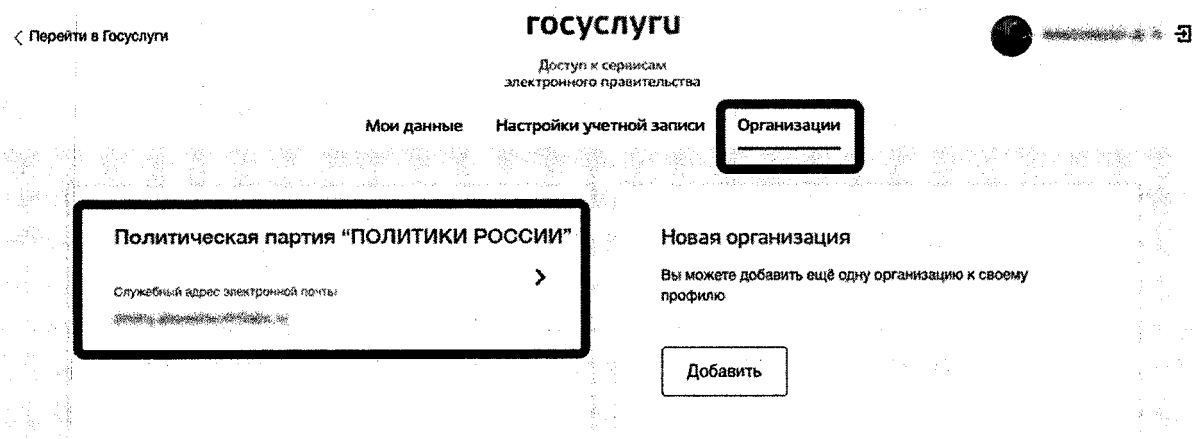 Перейти в Госуслуги
госуслуги
Доступ к сервисам
электронного правительства
Мои данные
Настройки учетной записи
Организации
Политическая партия “ПОЛИТИКИ РОССИИ”
Служебный адрес электронной почты
Новая организация
Вы можете добавить ещё одну организацию к своему
профилю
Добавить